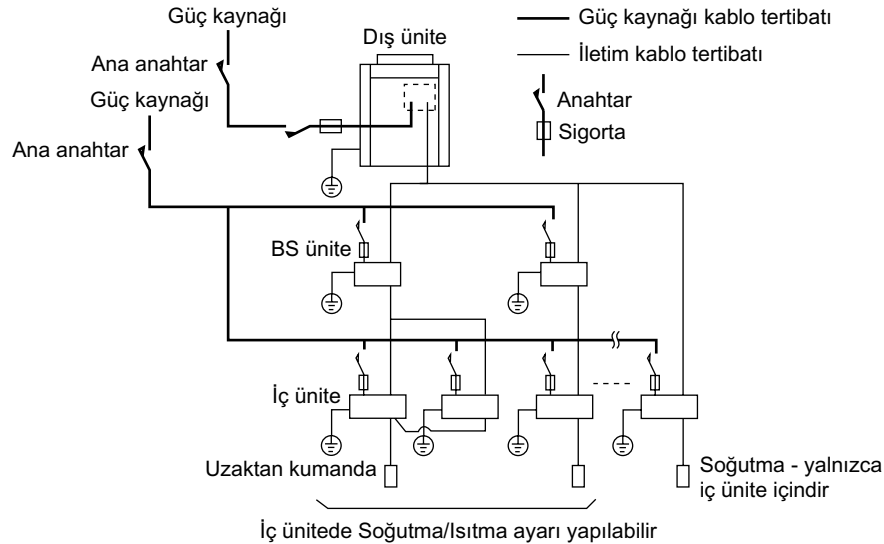 Güç kaynağı
Dış ünite
Ana anahtar
Güç kaynağı
Ana anahtar
Güç kaynağı kablo tertibatı
İletim kablo tertibatı
Anahtar
Sigorta
BS ünite
İç ünite
Uzaktan kumanda
Soğutma - yalnızca
iç ünite içindir
İç ünitede Soğutma/Isıtma ayarı yapılabilir